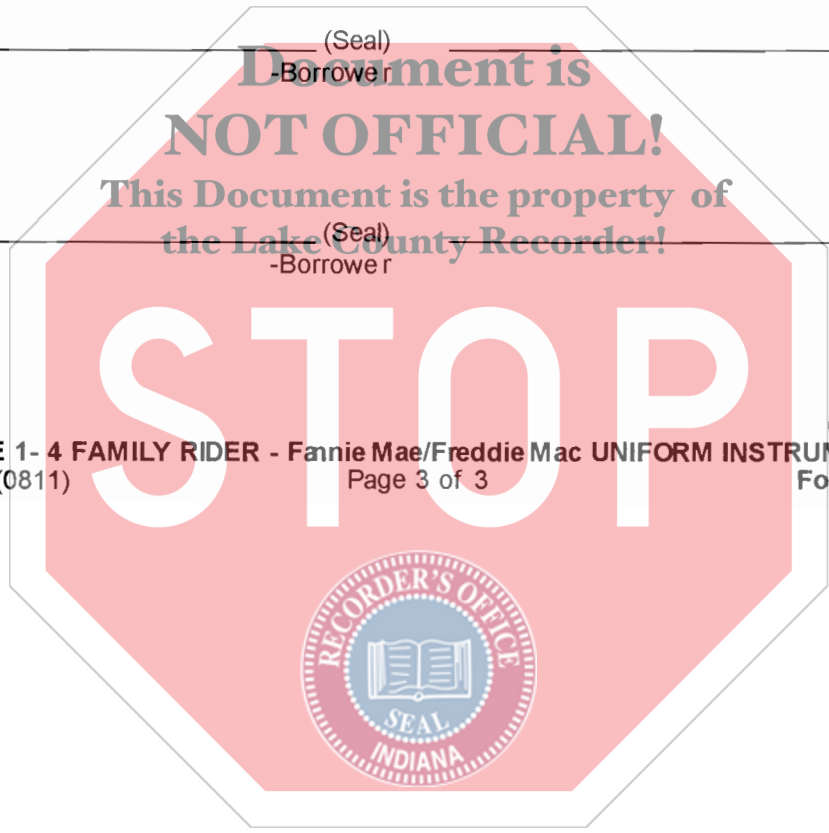 (Seal)
-Borrower
Document is
NOT OFFICIAL!
This Document is the property of
the Lake County Recorder!
(Seal)
-Borrower
STOP
1- 4 FAMILY RIDER - Fannie Mae/Freddie Mac UNIFORM INSTRUM
(0811)
Page 3 of 3
Fo
RECORDER'S OFFICE
SEAL
INDIANA